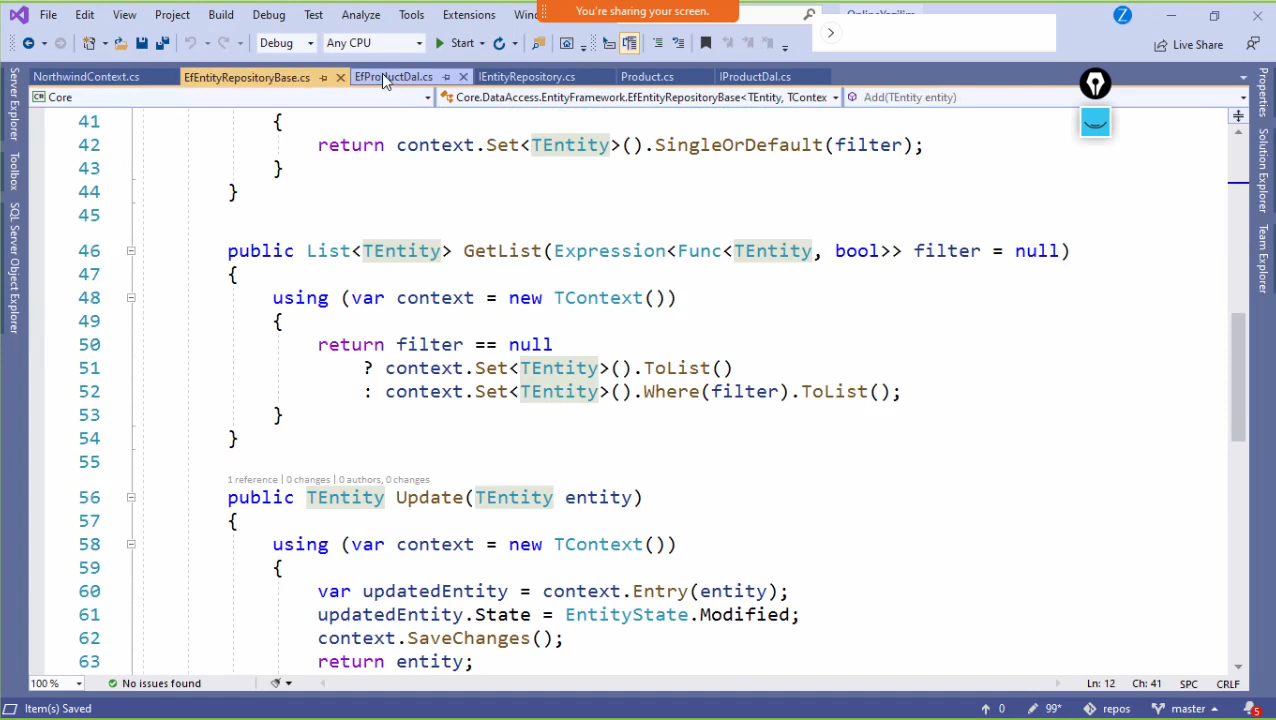 File Edit View Project Build Debug Test Analyze Tools Extensions
You're sharing your screen.
Z
Debug Any CPU Start Live Share
NorthwindContext.cs EfEntityRepositoryBase.cs EfProductDal.cs IEntityRepository.cs Product.cs IProductDal.cs
C# Core Core.DataAccess.EntityFramework.EfEntityRepositoryBase<TEntity, TContex Add(TEntity entity)
Server Explorer
Toolbox
SQL Server Object Explorer
41 {
42 return context.Set<TEntity>().SingleOrDefault(filter);
43 }
44 }
45
46 public List<TEntity> GetList(Expression<Func<TEntity, bool>> filter = null)
47 {
48 using (var context = new TContext())
49 {
50 return filter == null
51 ? context.Set<TEntity>().ToList()
52 : context.Set<TEntity>().Where(filter).ToList();
53 }
54 }
55
1 reference | 0 changes | 0 authors, 0 changes
56 public TEntity Update(TEntity entity)
57 {
58 using (var context = new TContext())
59 {
60 var updatedEntity = context.Entry(entity);
61 updatedEntity.State = EntityState.Modified;
62 context.SaveChanges();
63 return entity;
Properties
Solution Explorer
Team Explorer
100 % No issues found Ln: 12 Ch: 41 SPC CRLF
Item(s) Saved 0 99* repos master 5